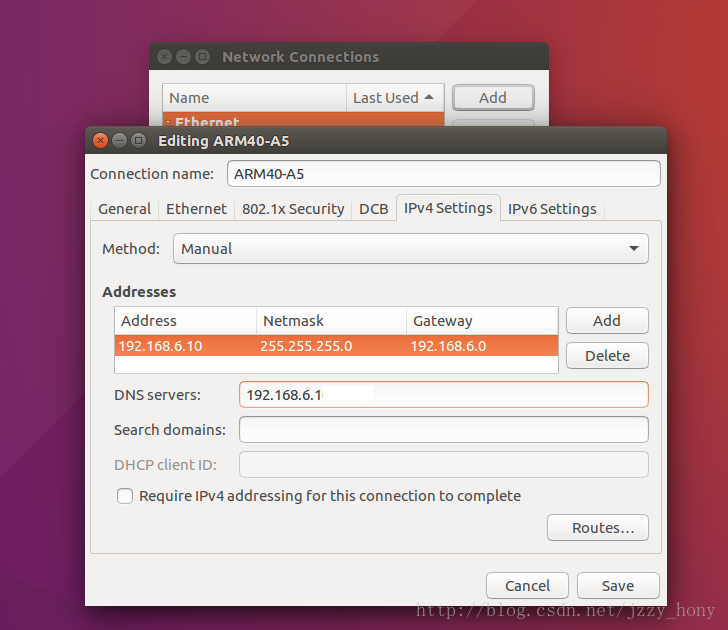 Network Connections
Name Last Used Add
Ethernet
Editing ARM40-A5
Connection name: ARM40-A5
General Ethernet 802.1x Security DCB IPv4 Settings IPv6 Settings
Method: Manual
Addresses
Address Netmask Gateway Add
192.168.6.10 255.255.255.0 192.168.6.0
Delete
DNS servers: 192.168.6.1
Search domains:
DHCP client ID:
Require IPv4 addressing for this connection to complete
Routes...
Cancel Save
http://blog.csdn.net/jzzy_hony